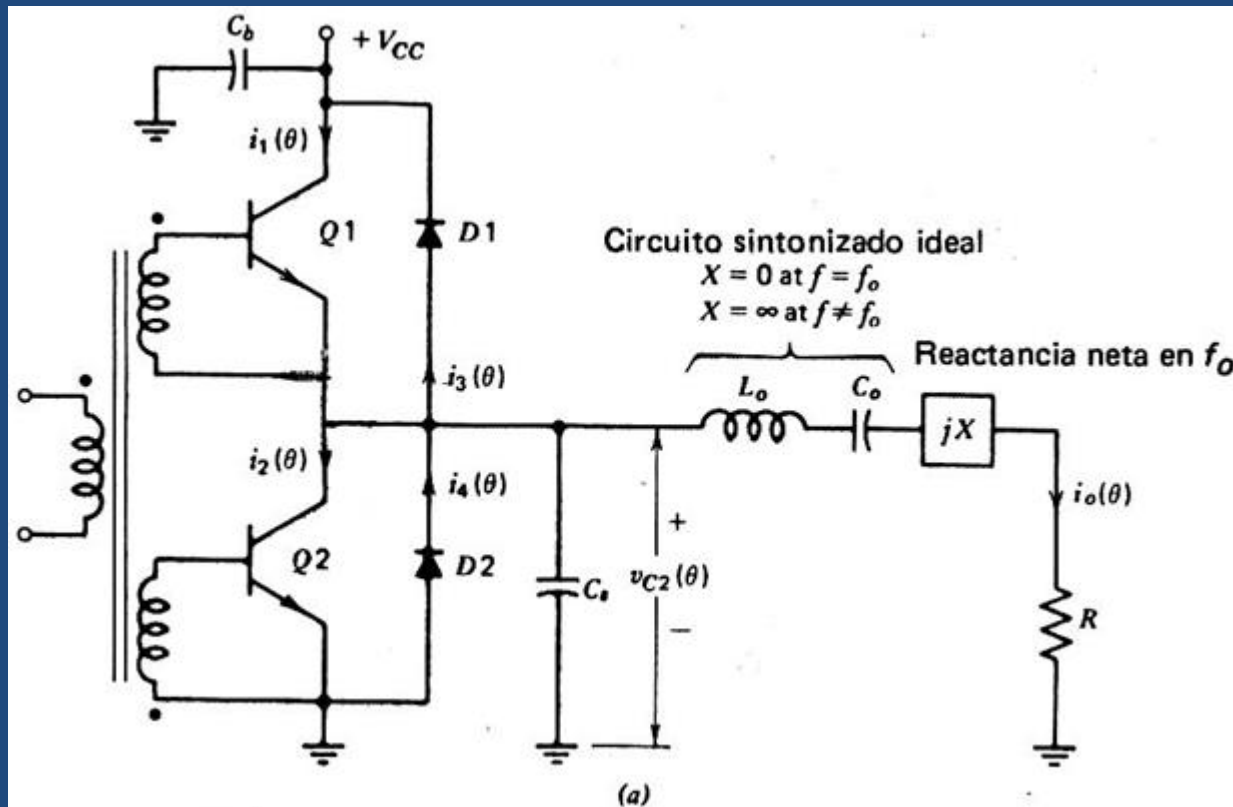 C_b
+ V_CC
i_1(θ)
Q1
D1
Circuito sintonizado ideal
X = 0 at f = f_o
X = ∞ at f ≠ f_o
Reactancia neta en f_o
i_3(θ)
L_o
C_o
jX
i_2(θ)
i_4(θ)
i_o(θ)
+
Q2
D2
C_s
v_C2(θ)
R
−
(a)